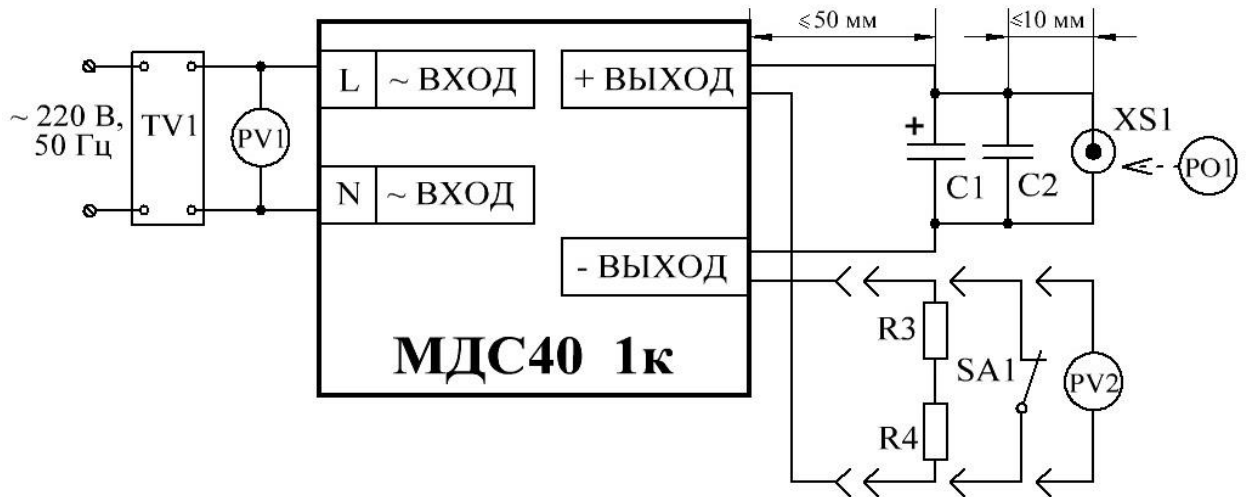 ⩽50 мм
⩽10 мм
L
~ ВХОД
+ ВЫХОД
~ 220 В,
50 Гц
TV1
PV1
+
XS1
C1
C2
PO1
N
~ ВХОД
- ВЫХОД
R3
МДС40 1к
SA1
PV2
R4